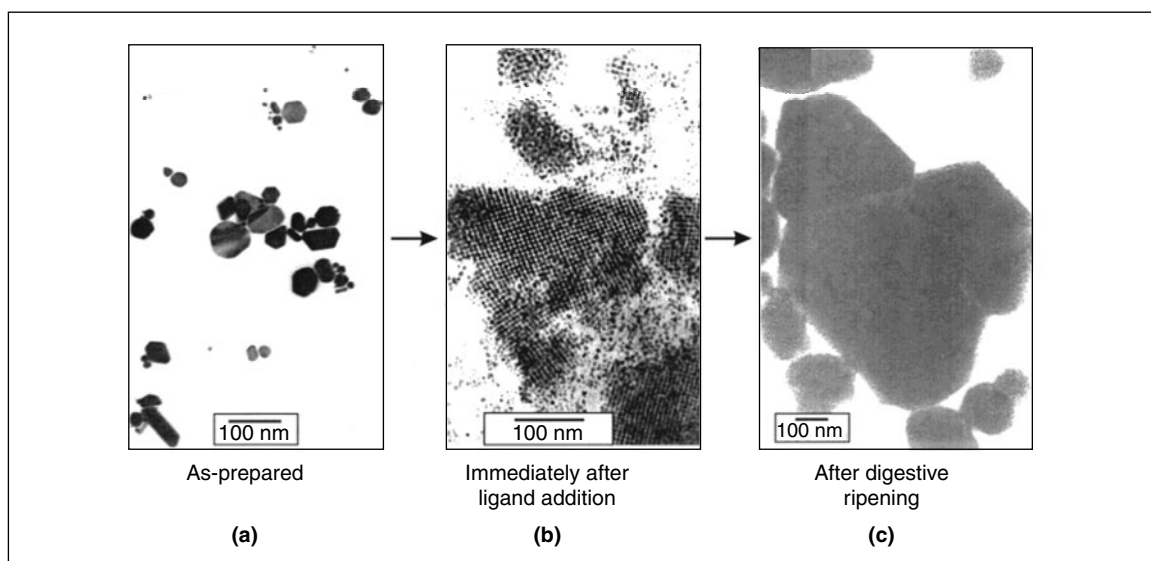 100 nm
100 nm
100 nm
As-prepared
Immediately after
ligand addition
After digestive
ripening
(a)
(b)
(c)